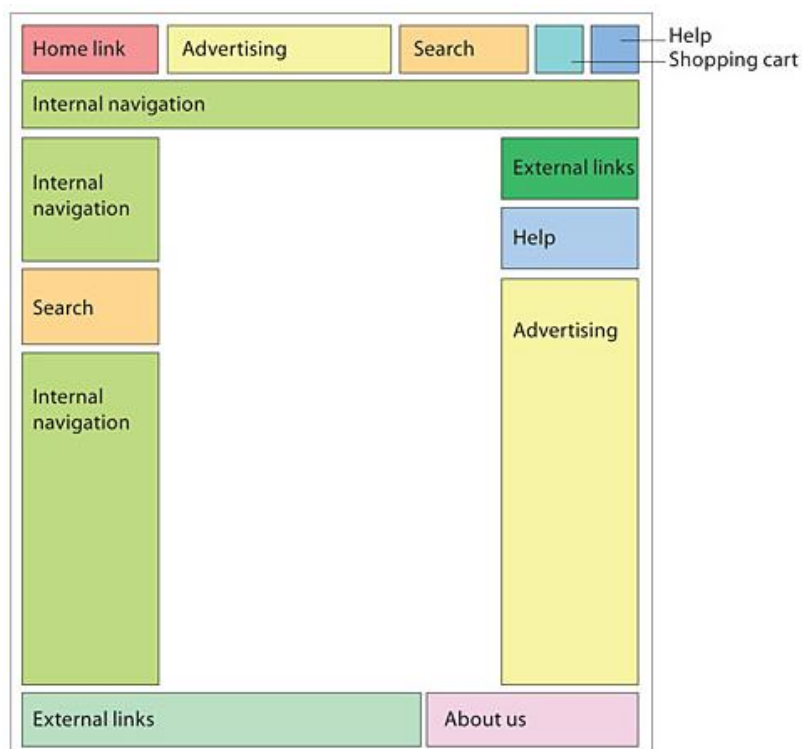 Home link
Advertising
Search
Help
Shopping cart
Internal navigation
Internal
navigation
External links
Help
Search
Advertising
Internal
navigation
External links
About us